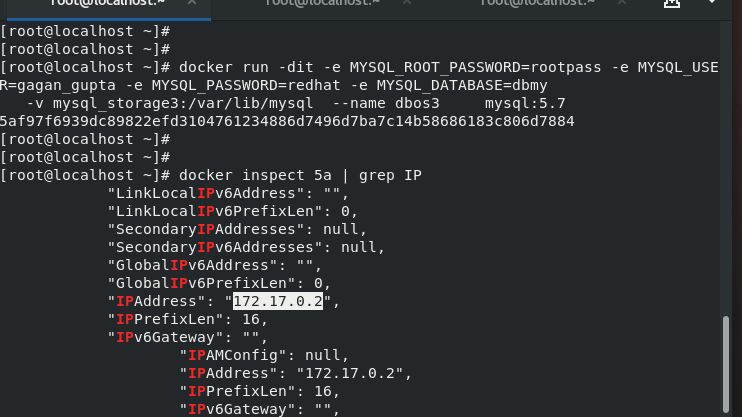 root@localhost:~ × root@localhost:~ × root@localhost:~ ×
[root@localhost ~]#
[root@localhost ~]#
[root@localhost ~]# docker run -dit -e MYSQL_ROOT_PASSWORD=rootpass -e MYSQL_USE
R=gagan_gupta -e MYSQL_PASSWORD=redhat -e MYSQL_DATABASE=dbmy
-v mysql_storage3:/var/lib/mysql --name dbos3 mysql:5.7
5af97f6939dc89822efd3104761234886d7496d7ba7c14b58686183c806d7884
[root@localhost ~]#
[root@localhost ~]#
[root@localhost ~]# docker inspect 5a | grep IP
"LinkLocalIPv6Address": "",
"LinkLocalIPv6PrefixLen": 0,
"SecondaryIPAddresses": null,
"SecondaryIPv6Addresses": null,
"GlobalIPv6Address": "",
"GlobalIPv6PrefixLen": 0,
"IPAddress": "172.17.0.2",
"IPPrefixLen": 16,
"IPv6Gateway": "",
"IPAMConfig": null,
"IPAddress": "172.17.0.2",
"IPPrefixLen": 16,
"IPv6Gateway": "",